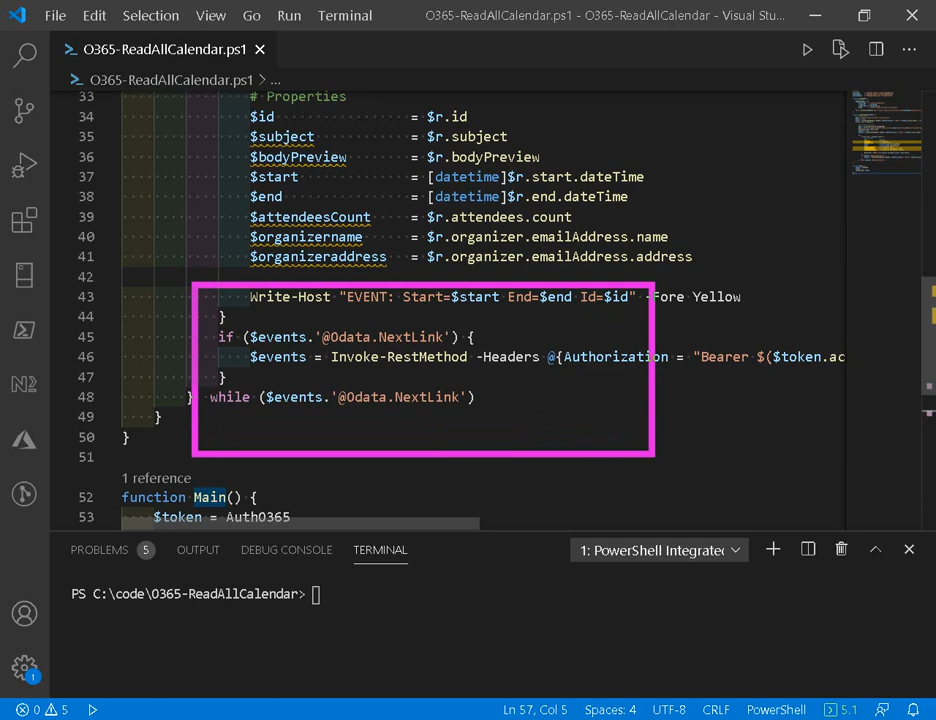 File Edit Selection View Go Run Terminal O365-ReadAllCalendar.ps1 - O365-ReadAllCalendar - Visual Stu...
O365-ReadAllCalendar.ps1
O365-ReadAllCalendar.ps1 > ...
33 # Properties
34 $id = $r.id
35 $subject = $r.subject
36 $bodyPreview = $r.bodyPreview
37 $start = [datetime]$r.start.dateTime
38 $end = [datetime]$r.end.dateTime
39 $attendeesCount = $r.attendees.count
40 $organizername = $r.organizer.emailAddress.name
41 $organizeraddress = $r.organizer.emailAddress.address
42
43 Write-Host "EVENT: Start=$start End=$end Id=$id" -Fore Yellow
44 }
45 if ($events.'@Odata.NextLink') {
46 $events = Invoke-RestMethod -Headers @{Authorization = "Bearer $($token.ac
47 }
48 } while ($events.'@Odata.NextLink')
49 }
50 }
51
1 reference
52 function Main() {
53 $token = AuthO365
PROBLEMS 5 OUTPUT DEBUG CONSOLE TERMINAL 1: PowerShell Integrated
PS C:\code\O365-ReadAllCalendar>
1
0 5 Ln 57, Col 5 Spaces: 4 UTF-8 CRLF PowerShell 5.1